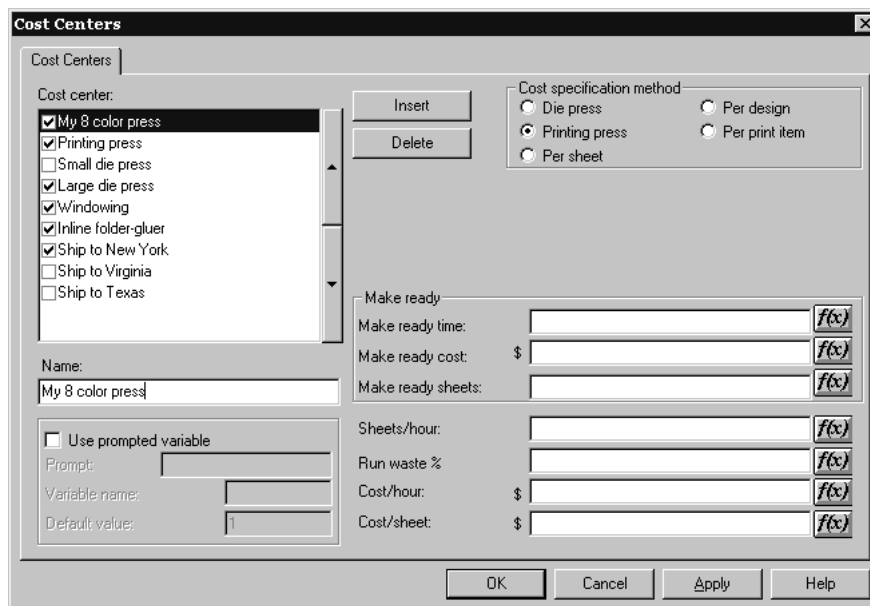 Cost Centers
Cost Centers
Cost center:
My 8 color press
Printing press
Small die press
Large die press
Windowing
Inline folder-gluer
Ship to New York
Ship to Virginia
Ship to Texas
Insert
Delete
Cost specification method
Die press
Per design
Printing press
Per print item
Per sheet
Name:
My 8 color press
Use prompted variable
Prompt:
Variable name:
Default value: 1
Make ready
Make ready time: f(x)
Make ready cost: $ f(x)
Make ready sheets: f(x)
Sheets/hour: f(x)
Run waste % f(x)
Cost/hour: $ f(x)
Cost/sheet: $ f(x)
OK Cancel Apply Help